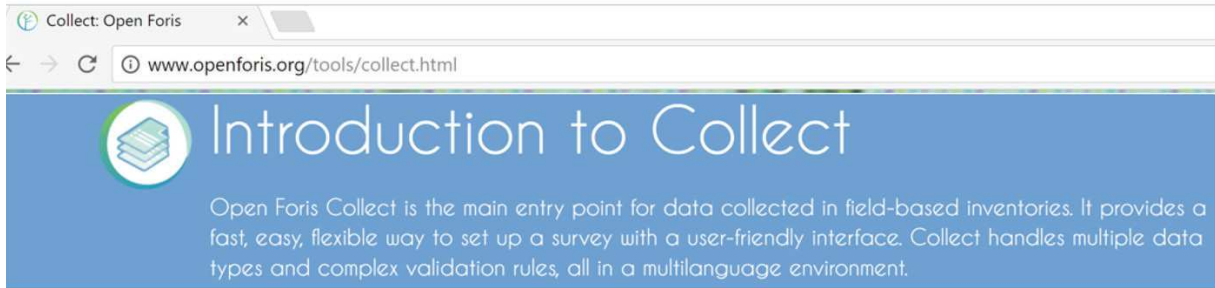 Collect: Open Foris
www.openforis.org/tools/collect.html
Introduction to Collect
Open Foris Collect is the main entry point for data collected in field-based inventories. It provides a
fast, easy, flexible way to set up a survey with a user-friendly interface. Collect handles multiple data
types and complex validation rules, all in a multilanguage environment.